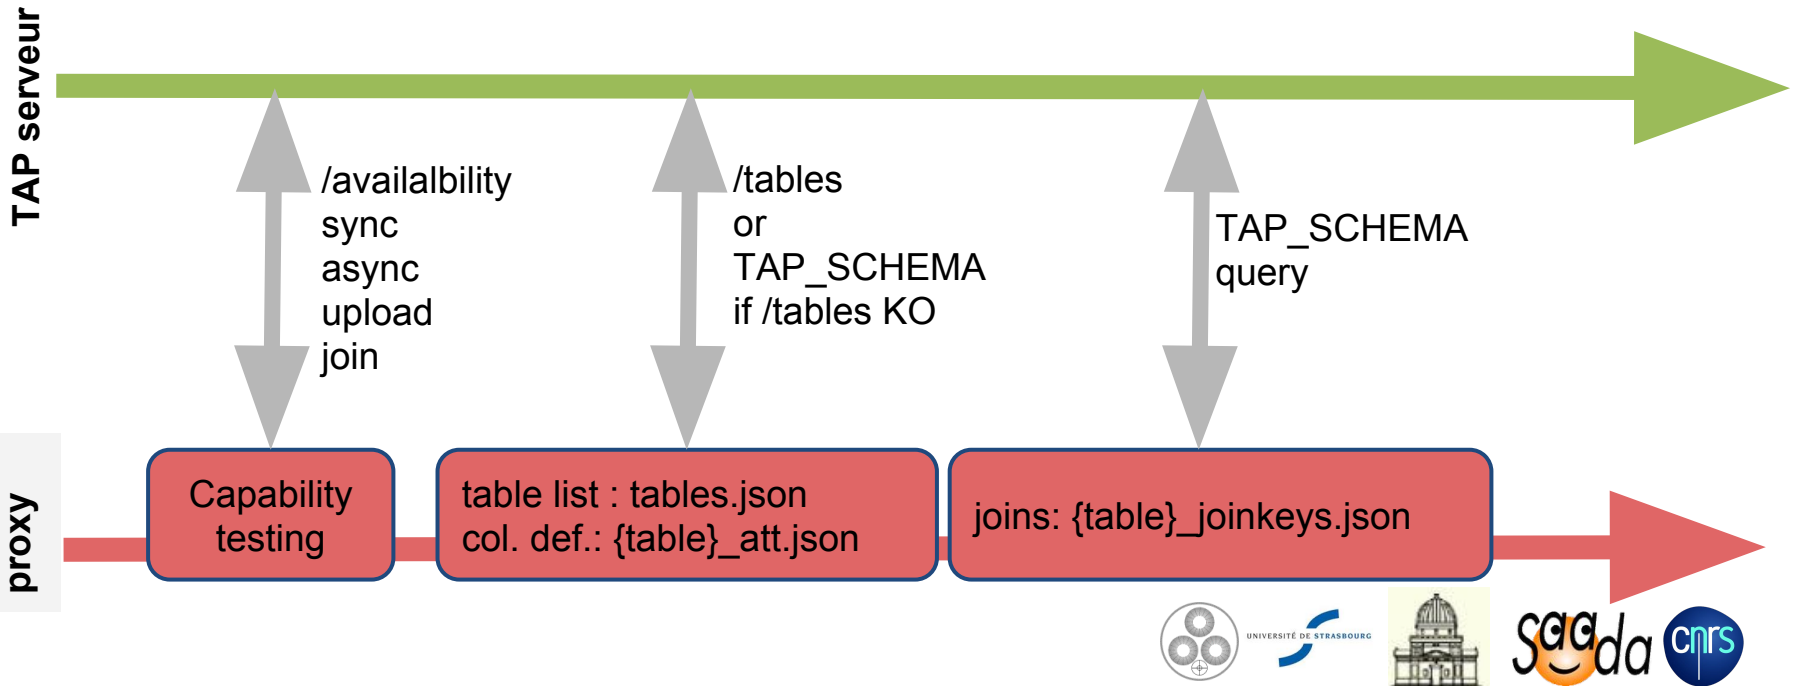 TAP serveur
/availalbility
sync
async
upload
join
/tables
or
TAP_SCHEMA
if /tables KO
TAP_SCHEMA
query
proxy
Capability
testing
table list : tables.json
col. def.: {table}_att.json
joins: {table}_joinkeys.json
UNIVERSITÉ DE STRASBOURG
saada
cnrs